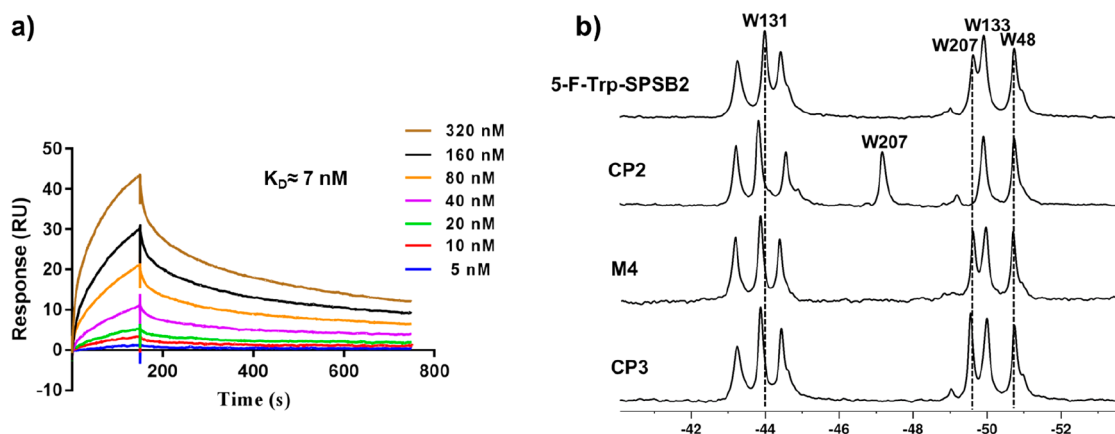 a)
50
40
30
20
10
0
-10
Response (RU)
0
200
400
600
800
Time (s)
K_D≈ 7 nM
320 nM
160 nM
80 nM
40 nM
20 nM
10 nM
5 nM
b)
W131
W207
W133
W48
5-F-Trp-SPSB2
W207
CP2
M4
CP3
-42
-44
-46
-48
-50
-52